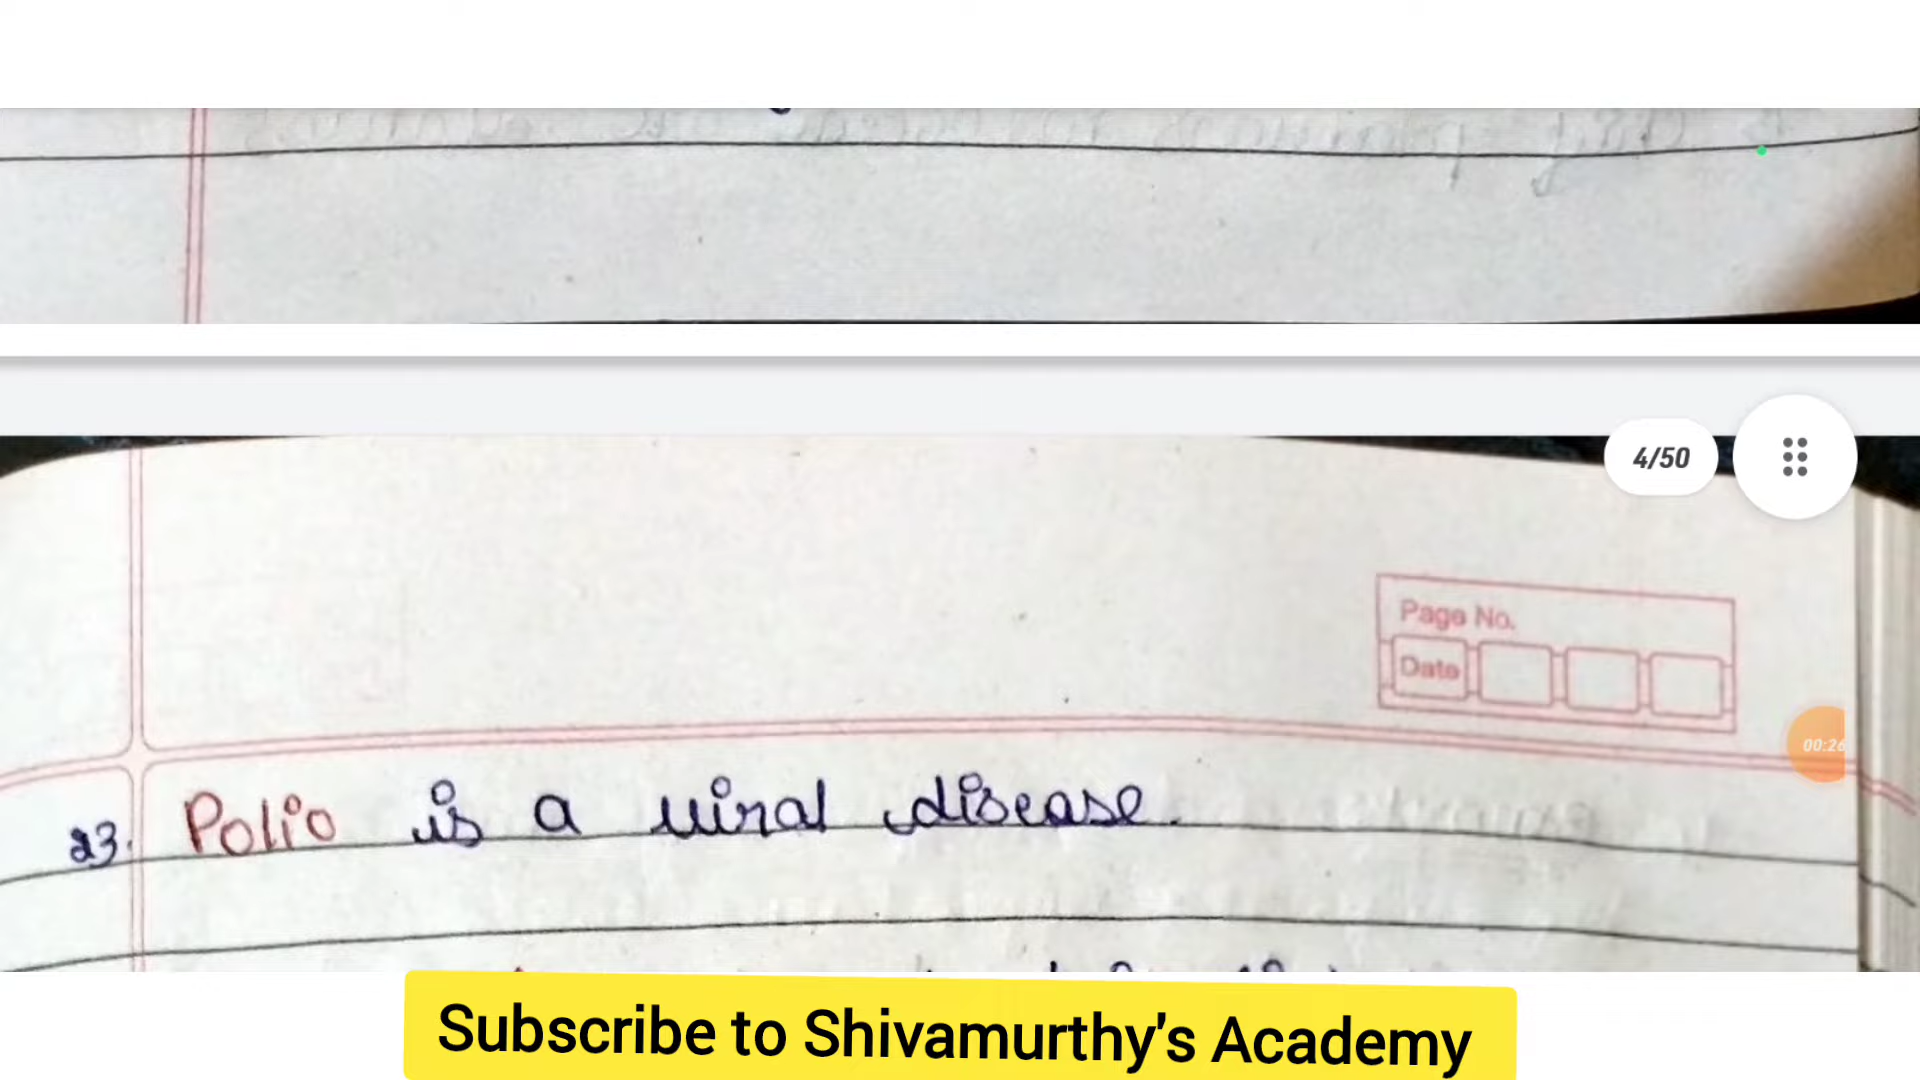 4/50
Page No.
Date
00:26
23. Polio is a viral disease.
Subscribe to Shivamurthy's Academy